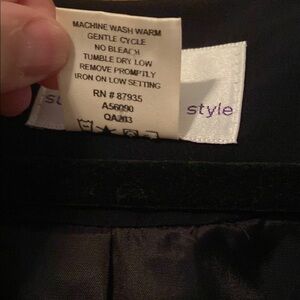 MACHINE WASH WARM
GENTLE CYCLE
NO BLEACH
TUMBLE DRY LOW
REMOVE PROMPTLY
IRON ON LOW SETTING
RN # 87935
A56090
QA203
style